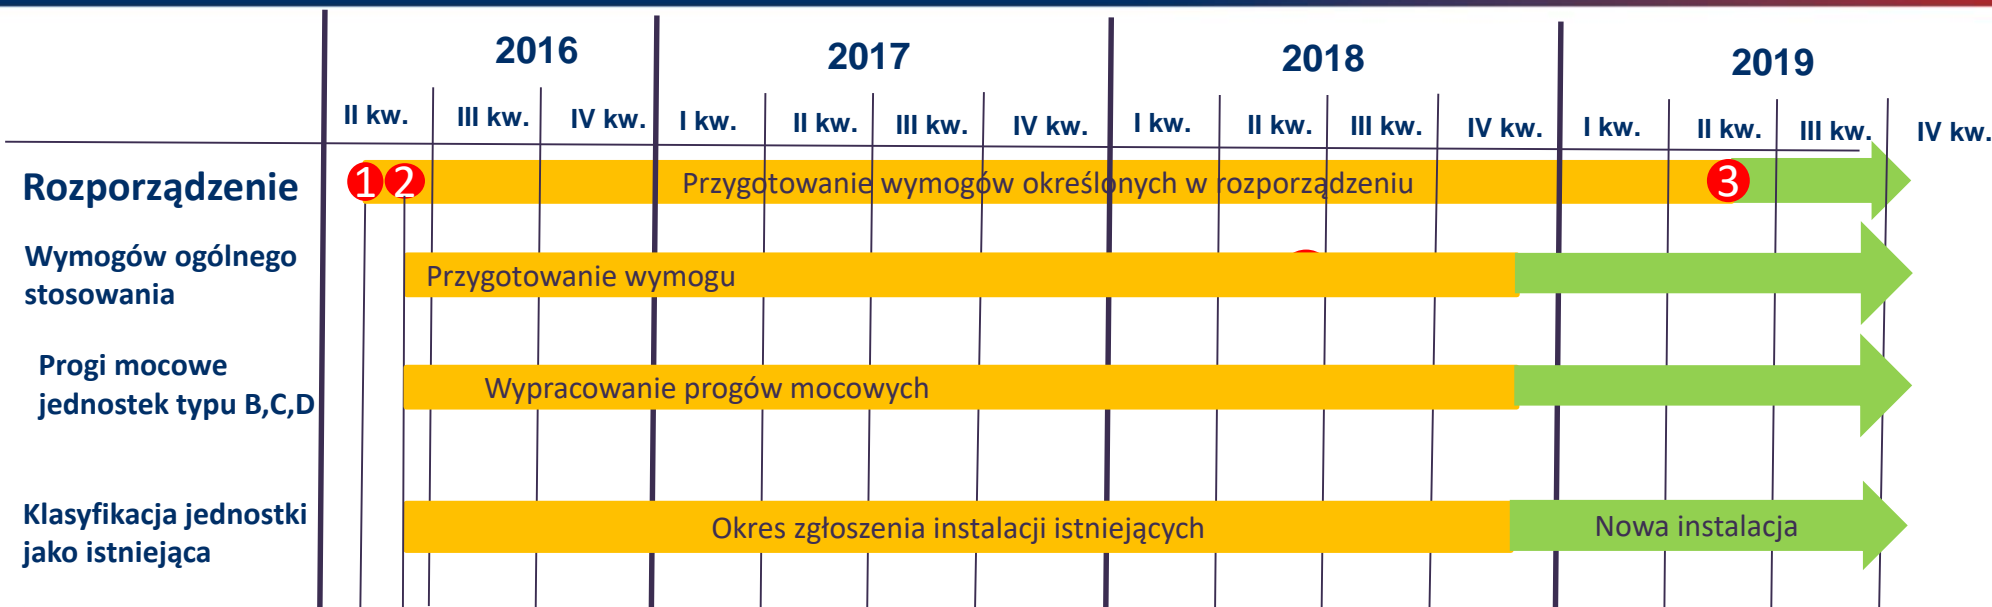 2016
2017
2018
2019
II kw.
III kw.
IV kw.
I kw.
II kw.
III kw.
IV kw.
I kw.
II kw.
III kw.
IV kw.
I kw.
II kw.
III kw.
IV kw.
Rozporządzenie
1
2
Przygotowanie wymogów określonych w rozporządzeniu
3
Wymogów ogólnego
stosowania
Przygotowanie wymogu
Progi mocowe
jednostek typu B,C,D
Wypracowanie progów mocowych
Klasyfikacja jednostki
jako istniejąca
Okres zgłoszenia instalacji istniejących
Nowa instalacja